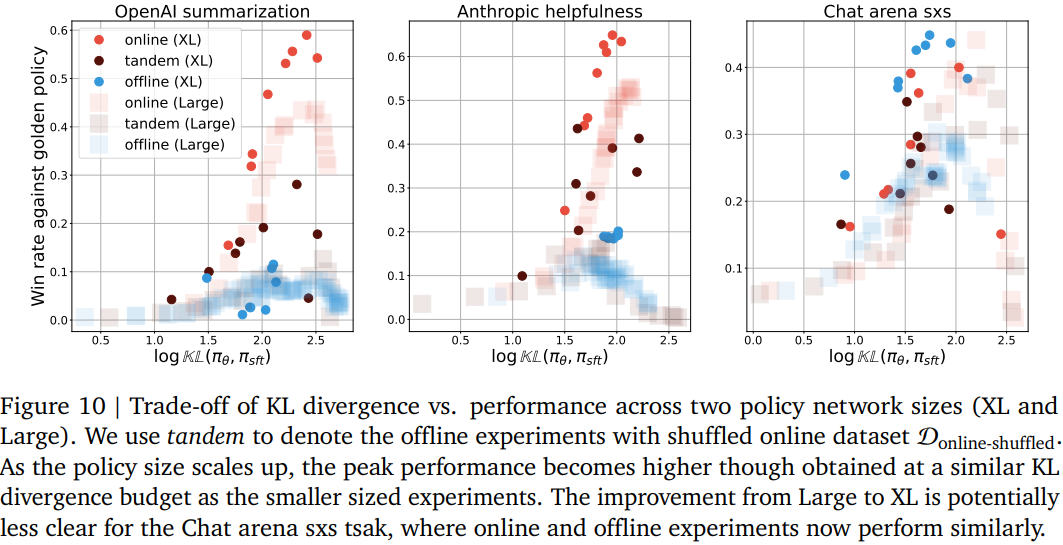 OpenAI summarization
Anthropic helpfulness
Chat arena sxs
Win rate against golden policy
0.6
0.5
0.4
0.3
0.2
0.1
0.0
online (XL)
tandem (XL)
offline (XL)
online (Large)
tandem (Large)
offline (Large)
0.5 1.0 1.5 2.0 2.5
log 𝕂𝕃(πθ, πsft)
0.6
0.5
0.4
0.3
0.2
0.1
0.0
0.5 1.0 1.5 2.0 2.5
log 𝕂𝕃(πθ, πsft)
0.4
0.3
0.2
0.1
0.0 0.5 1.0 1.5 2.0 2.5
log 𝕂𝕃(πθ, πsft)
Figure 10 | Trade-off of KL divergence vs. performance across two policy network sizes (XL and
Large). We use tandem to denote the offline experiments with shuffled online dataset 𝒟online-shuffled.
As the policy size scales up, the peak performance becomes higher though obtained at a similar KL
divergence budget as the smaller sized experiments. The improvement from Large to XL is potentially
less clear for the Chat arena sxs tsak, where online and offline experiments now perform similarly.